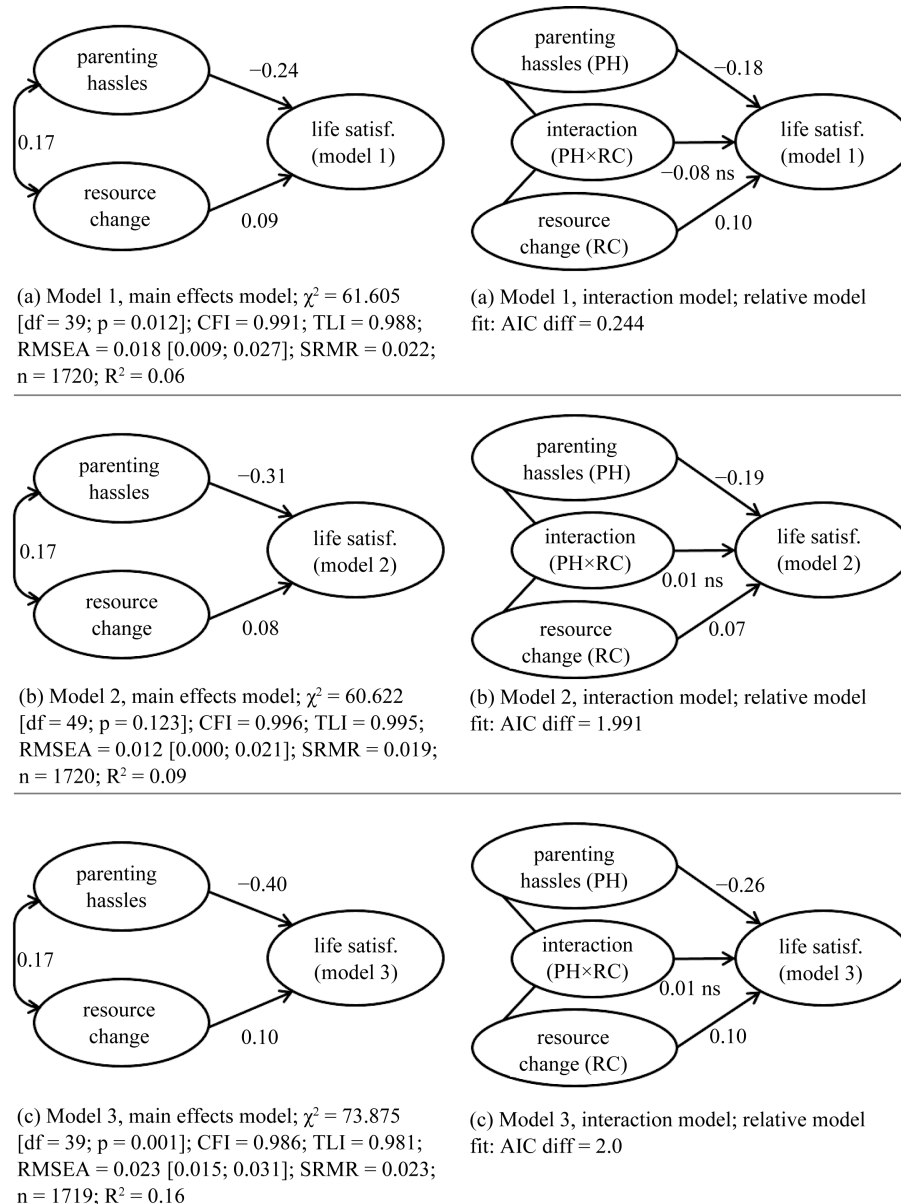 parenting
hassles
−0.24
0.17
life satisf.
(model 1)
resource
change
0.09
(a) Model 1, main effects model; χ² = 61.605
[df = 39; p = 0.012]; CFI = 0.991; TLI = 0.988;
RMSEA = 0.018 [0.009; 0.027]; SRMR = 0.022;
n = 1720; R² = 0.06
parenting
hassles (PH)
−0.18
interaction
(PH×RC)
−0.08 ns
life satisf.
(model 1)
resource
change (RC)
0.10
(a) Model 1, interaction model; relative model
fit: AIC diff = 0.244
parenting
hassles
−0.31
0.17
life satisf.
(model 2)
resource
change
0.08
(b) Model 2, main effects model; χ² = 60.622
[df = 49; p = 0.123]; CFI = 0.996; TLI = 0.995;
RMSEA = 0.012 [0.000; 0.021]; SRMR = 0.019;
n = 1720; R² = 0.09
parenting
hassles (PH)
−0.19
interaction
(PH×RC)
0.01 ns
life satisf.
(model 2)
resource
change (RC)
0.07
(b) Model 2, interaction model; relative model
fit: AIC diff = 1.991
parenting
hassles
−0.40
0.17
life satisf.
(model 3)
resource
change
0.10
(c) Model 3, main effects model; χ² = 73.875
[df = 39; p = 0.001]; CFI = 0.986; TLI = 0.981;
RMSEA = 0.023 [0.015; 0.031]; SRMR = 0.023;
n = 1719; R² = 0.16
parenting
hassles (PH)
−0.26
interaction
(PH×RC)
0.01 ns
life satisf.
(model 3)
resource
change (RC)
0.10
(c) Model 3, interaction model; relative model
fit: AIC diff = 2.0